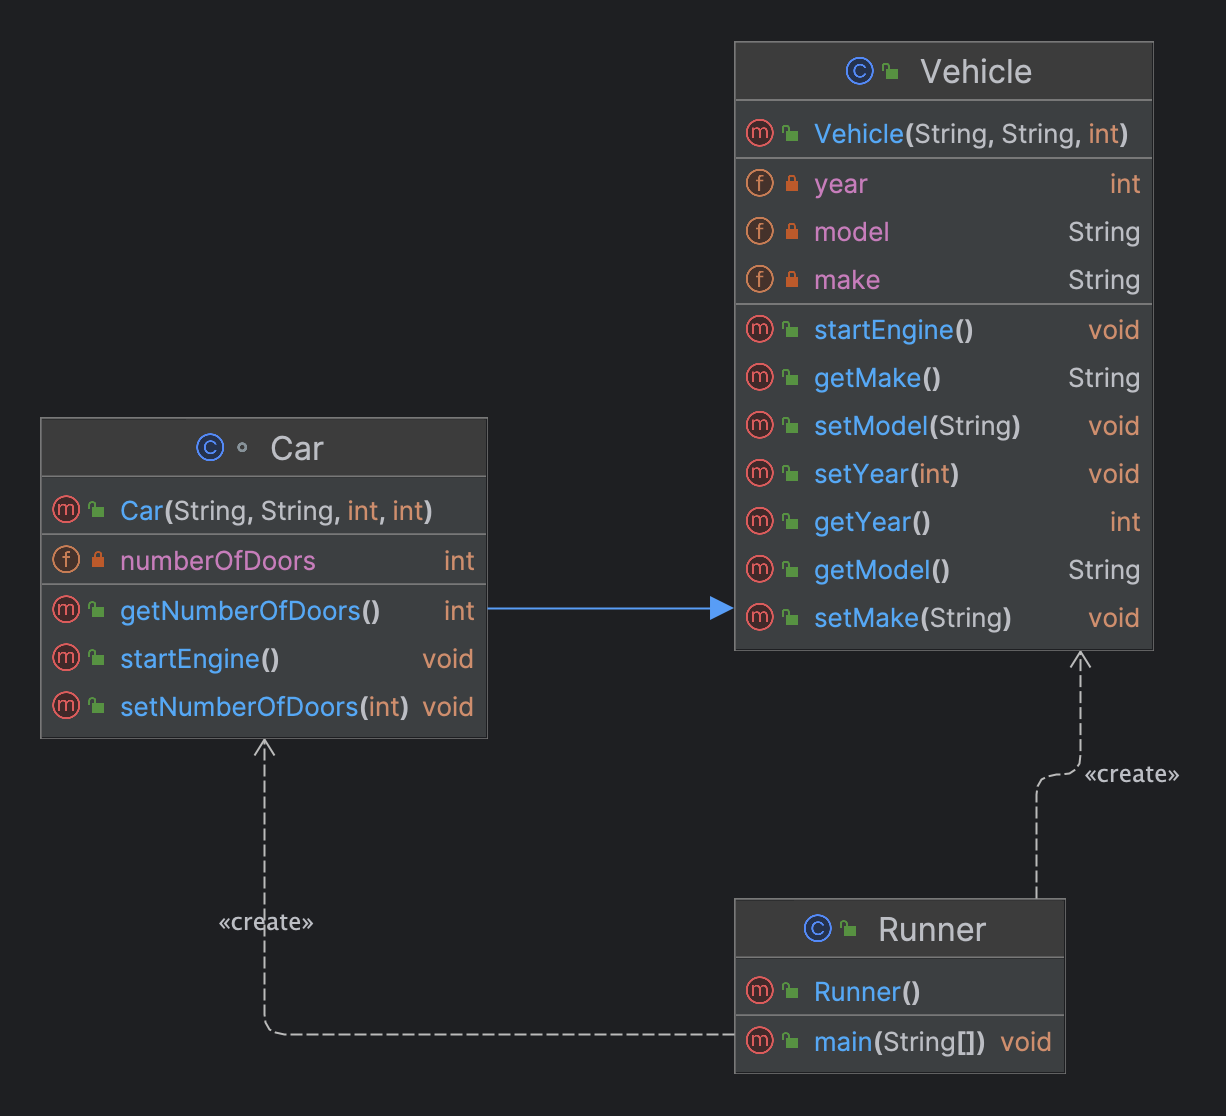 Vehicle
Vehicle(String, String, int)
year int
model String
make String
startEngine() void
getMake() String
setModel(String) void
setYear(int) void
getYear() int
getModel() String
setMake(String) void
Car
Car(String, String, int, int)
numberOfDoors int
getNumberOfDoors() int
startEngine() void
setNumberOfDoors(int) void
«create»
«create»
Runner
Runner()
main(String[]) void